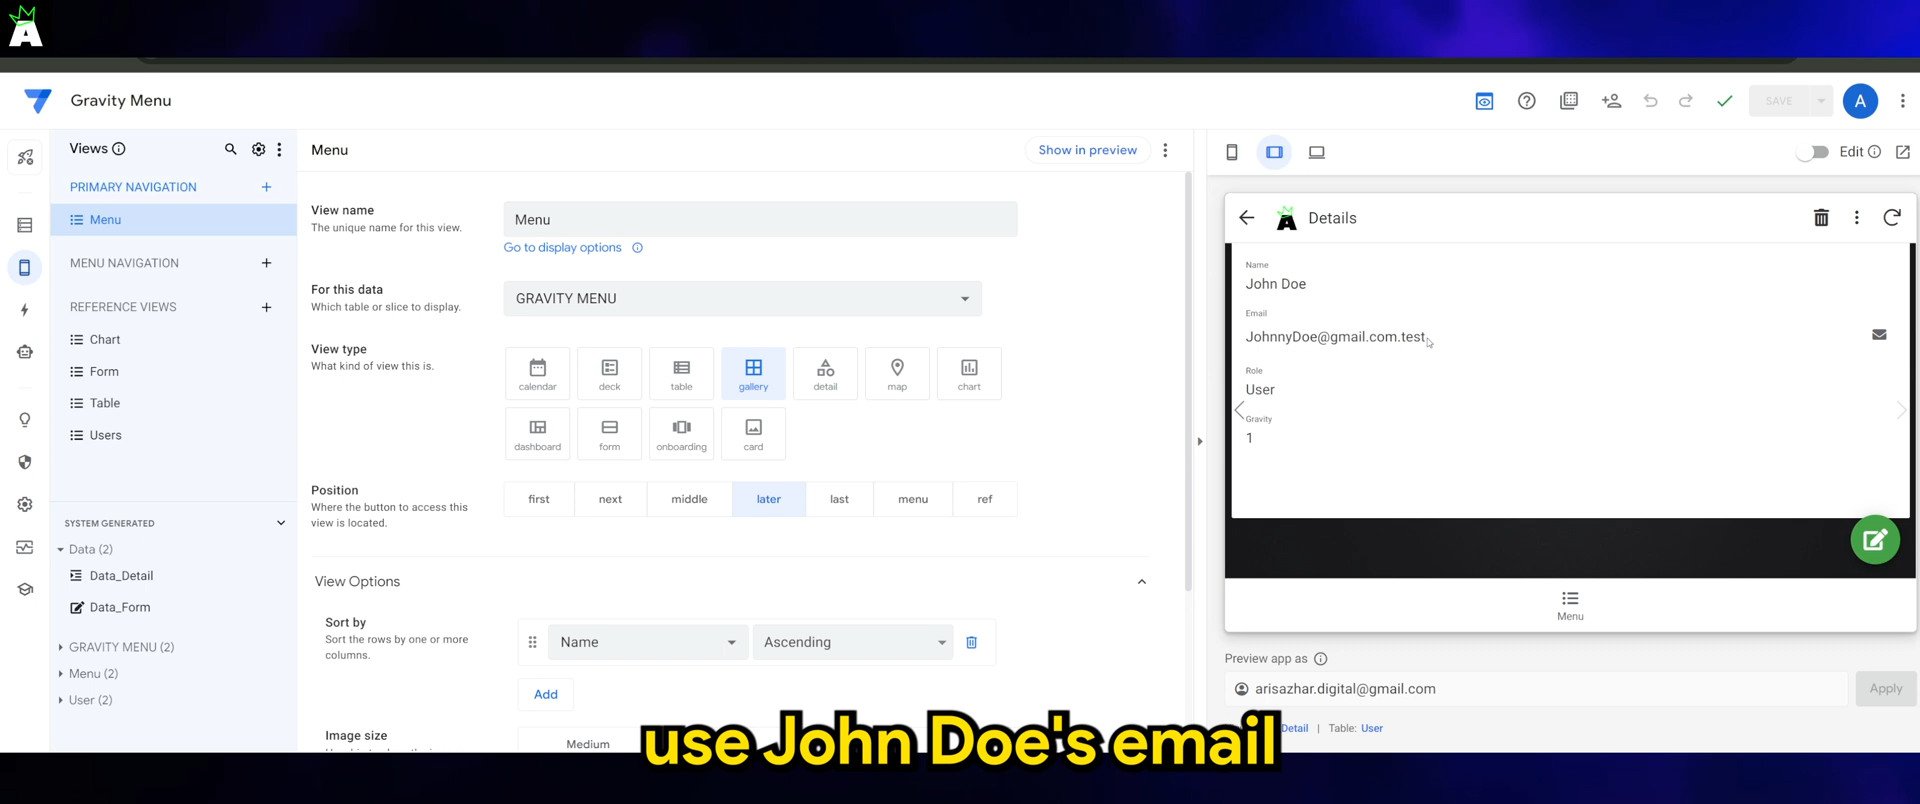 A
Gravity Menu
SAVE
A
Views
PRIMARY NAVIGATION
Menu
MENU NAVIGATION
REFERENCE VIEWS
Chart
Form
Table
Users
SYSTEM GENERATED
Data (2)
Data_Detail
Data_Form
GRAVITY MENU (2)
Menu (2)
User (2)
Menu
Show in preview
View name
The unique name for this view.
Menu
Go to display options
For this data
Which table or slice to display.
GRAVITY MENU
View type
What kind of view this is.
calendar
deck
table
gallery
detail
map
chart
dashboard
form
onboarding
card
Position
Where the button to access this
view is located.
first
next
middle
later
last
menu
ref
View Options
Sort by
Sort the rows by one or more
columns.
Name
Ascending
Add
Image size
Medium
Edit
A
Details
Name
John Doe
Email
JohnnyDoe@gmail.com.test
Role
User
Gravity
1
Menu
Preview app as
arisazhar.digital@gmail.com
Apply
Detail | Table: User
use John Doe's email